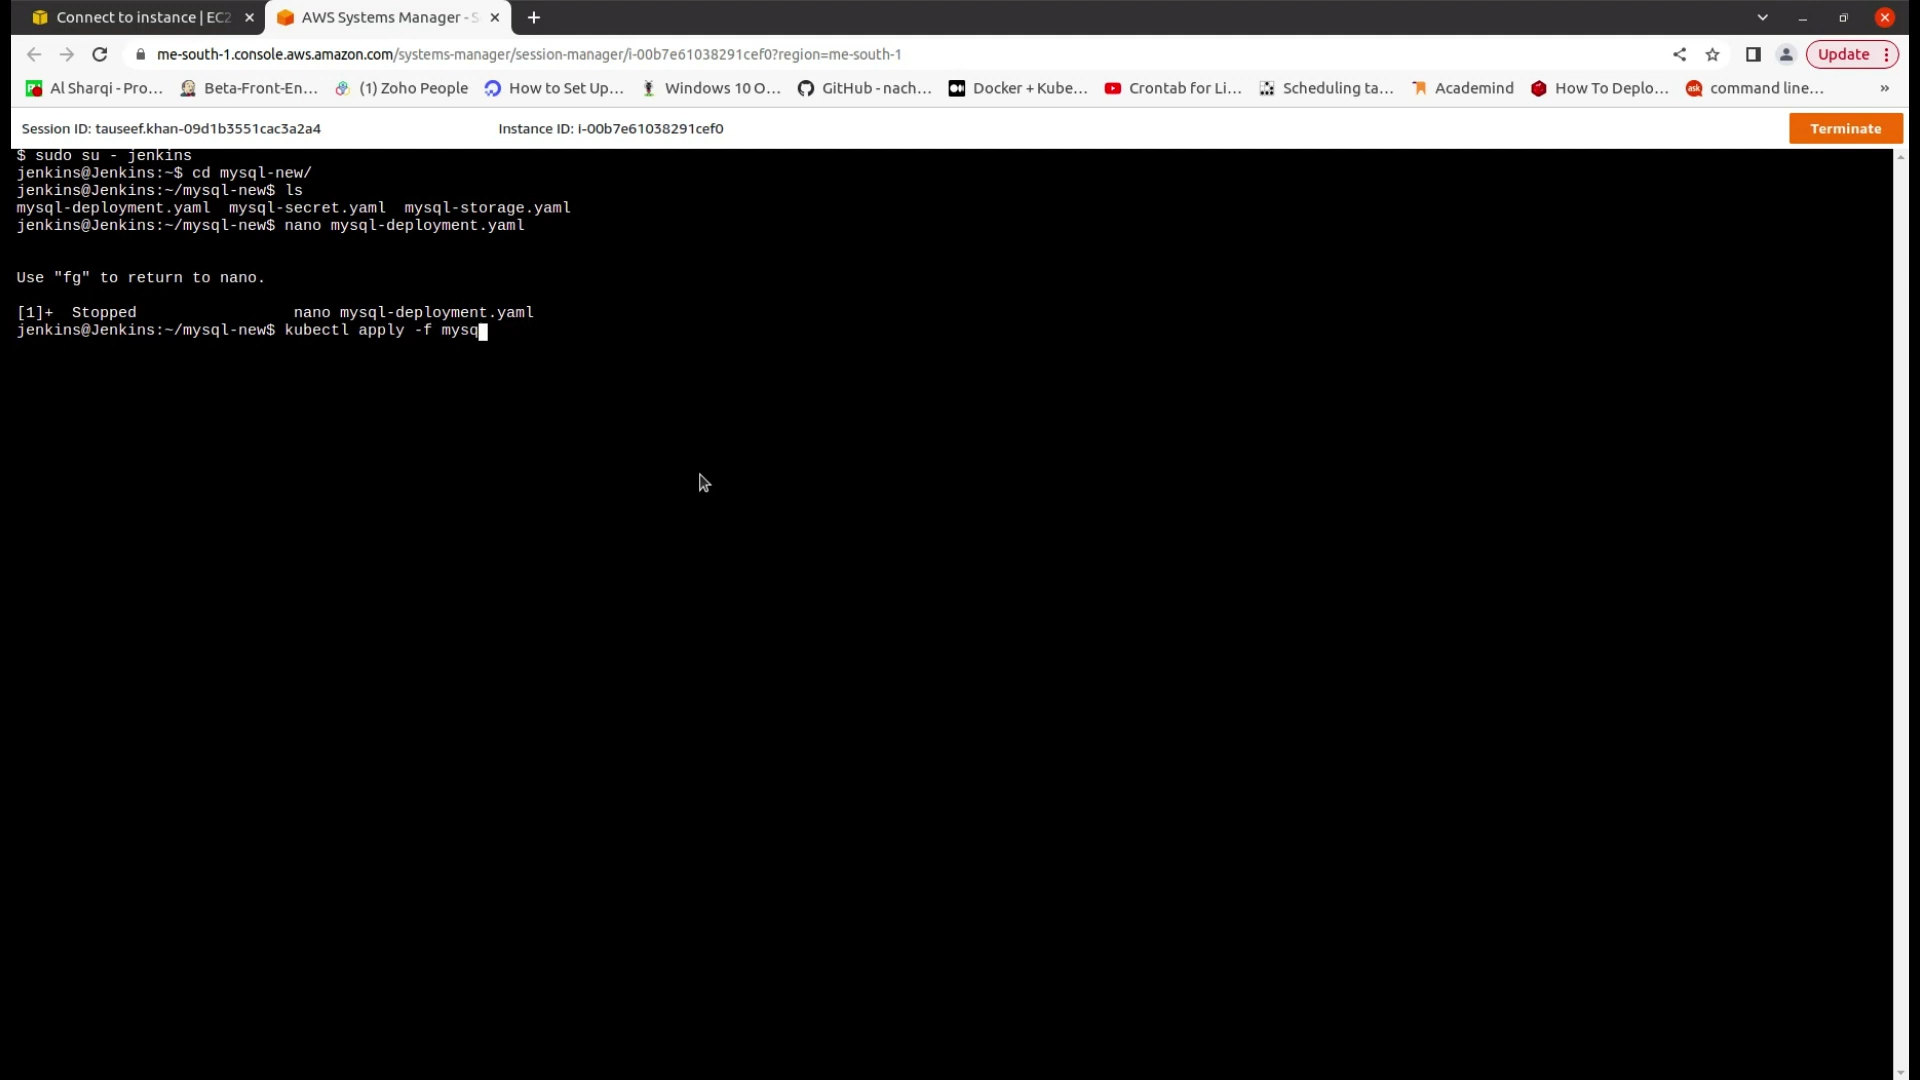 Connect to instance | EC2
AWS Systems Manager - S
me-south-1.console.aws.amazon.com/systems-manager/session-manager/i-00b7e61038291cef0?region=me-south-1
Update
Al Sharqi - Pro... Beta-Front-En... (1) Zoho People How to Set Up... Windows 10 O... GitHub - nach... Docker + Kube... Crontab for Li... Scheduling ta... Academind How To Deplo... command line... »
Session ID: tauseef.khan-09d1b3551cac3a2a4 Instance ID: i-00b7e61038291cef0 Terminate
$ sudo su - jenkins
jenkins@Jenkins:~$ cd mysql-new/
jenkins@Jenkins:~/mysql-new$ ls
mysql-deployment.yaml  mysql-secret.yaml  mysql-storage.yaml
jenkins@Jenkins:~/mysql-new$ nano mysql-deployment.yaml
Use "fg" to return to nano.
[1]+  Stopped                 nano mysql-deployment.yaml
jenkins@Jenkins:~/mysql-new$ kubectl apply -f mysq